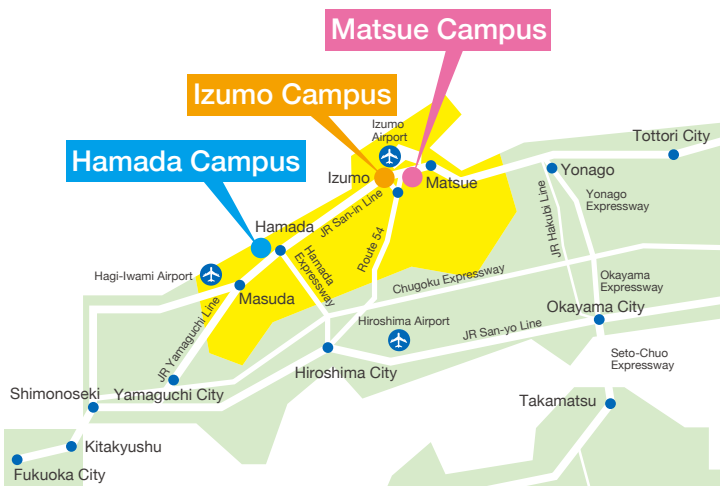 Matsue Campus
Izumo Campus
Hamada Campus
Izumo
Airport
Tottori City
Izumo
Matsue
Yonago
Yonago
Expressway
JR Hakubi Line
Hamada
JR San-in Line
Route 54
Hamada
Expressway
Hagi-Iwami Airport
Chugoku Expressway
Okayama
Expressway
Masuda
Okayama City
Hiroshima Airport
JR San-yo Line
JR Yamaguchi Line
Seto-Chuo
Expressway
Hiroshima City
Shimonoseki
Yamaguchi City
Takamatsu
Kitakyushu
Fukuoka City